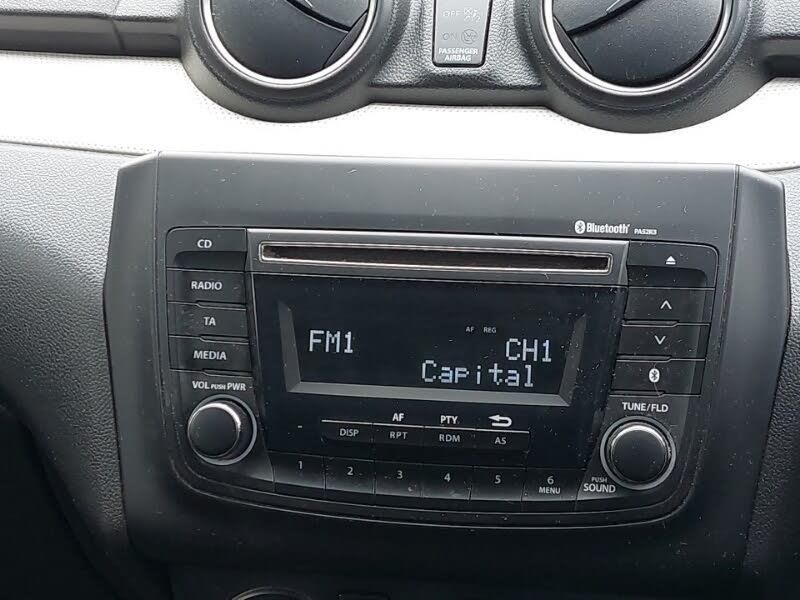 OFF
ON
PASSENGER
AIRBAG
Bluetooth PAS2K3
CD
RADIO
TA
MEDIA
VOL PUSH PWR
AF REG
FM1 CH1
Capital
TUNE/FLD
AF PTY
DISP RPT RDM AS
1 2 3 4 5 6
MENU
PUSH
SOUND